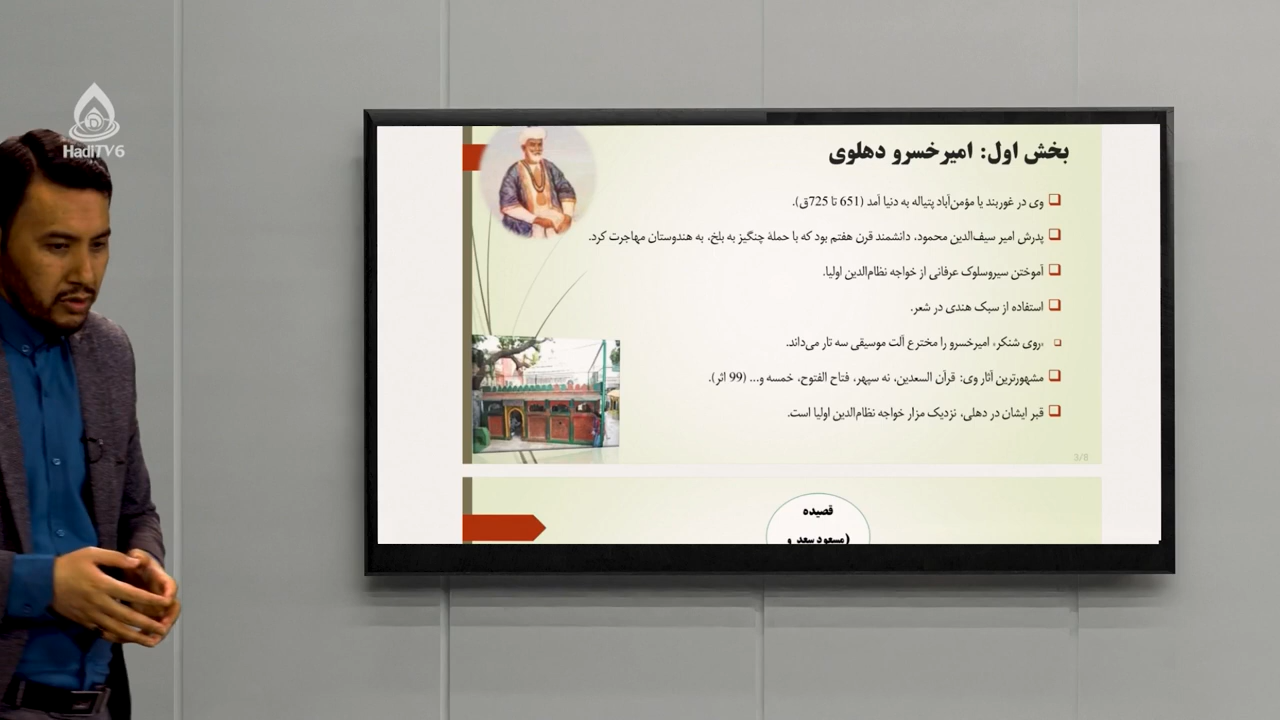 HadITV6
بخش اول: امیرخسرو دهلوی
وی در غوربند یا مؤمن‌آباد پتیاله به دنیا آمد (651 تا 725ق).
پدرش امیر سیف‌الدین محمود، دانشمند قرن هفتم بود که با حملهٔ چنگیز به بلخ، به هندوستان مهاجرت کرد.
آموختن سیروسلوک عرفانی از خواجه نظام‌الدین اولیا.
استفاده از سبک هندی در شعر.
«روی شنکر» امیرخسرو را مخترع آلت موسیقی سه تار می‌داند.
مشهورترین آثار وی: قرآن السعدین، نه سپهر، فتاح الفتوح، خمسه و... (99 اثر).
قبر ایشان در دهلی، نزدیک مزار خواجه نظام‌الدین اولیا است.
3/8
قصیده
(مسعود سعد و